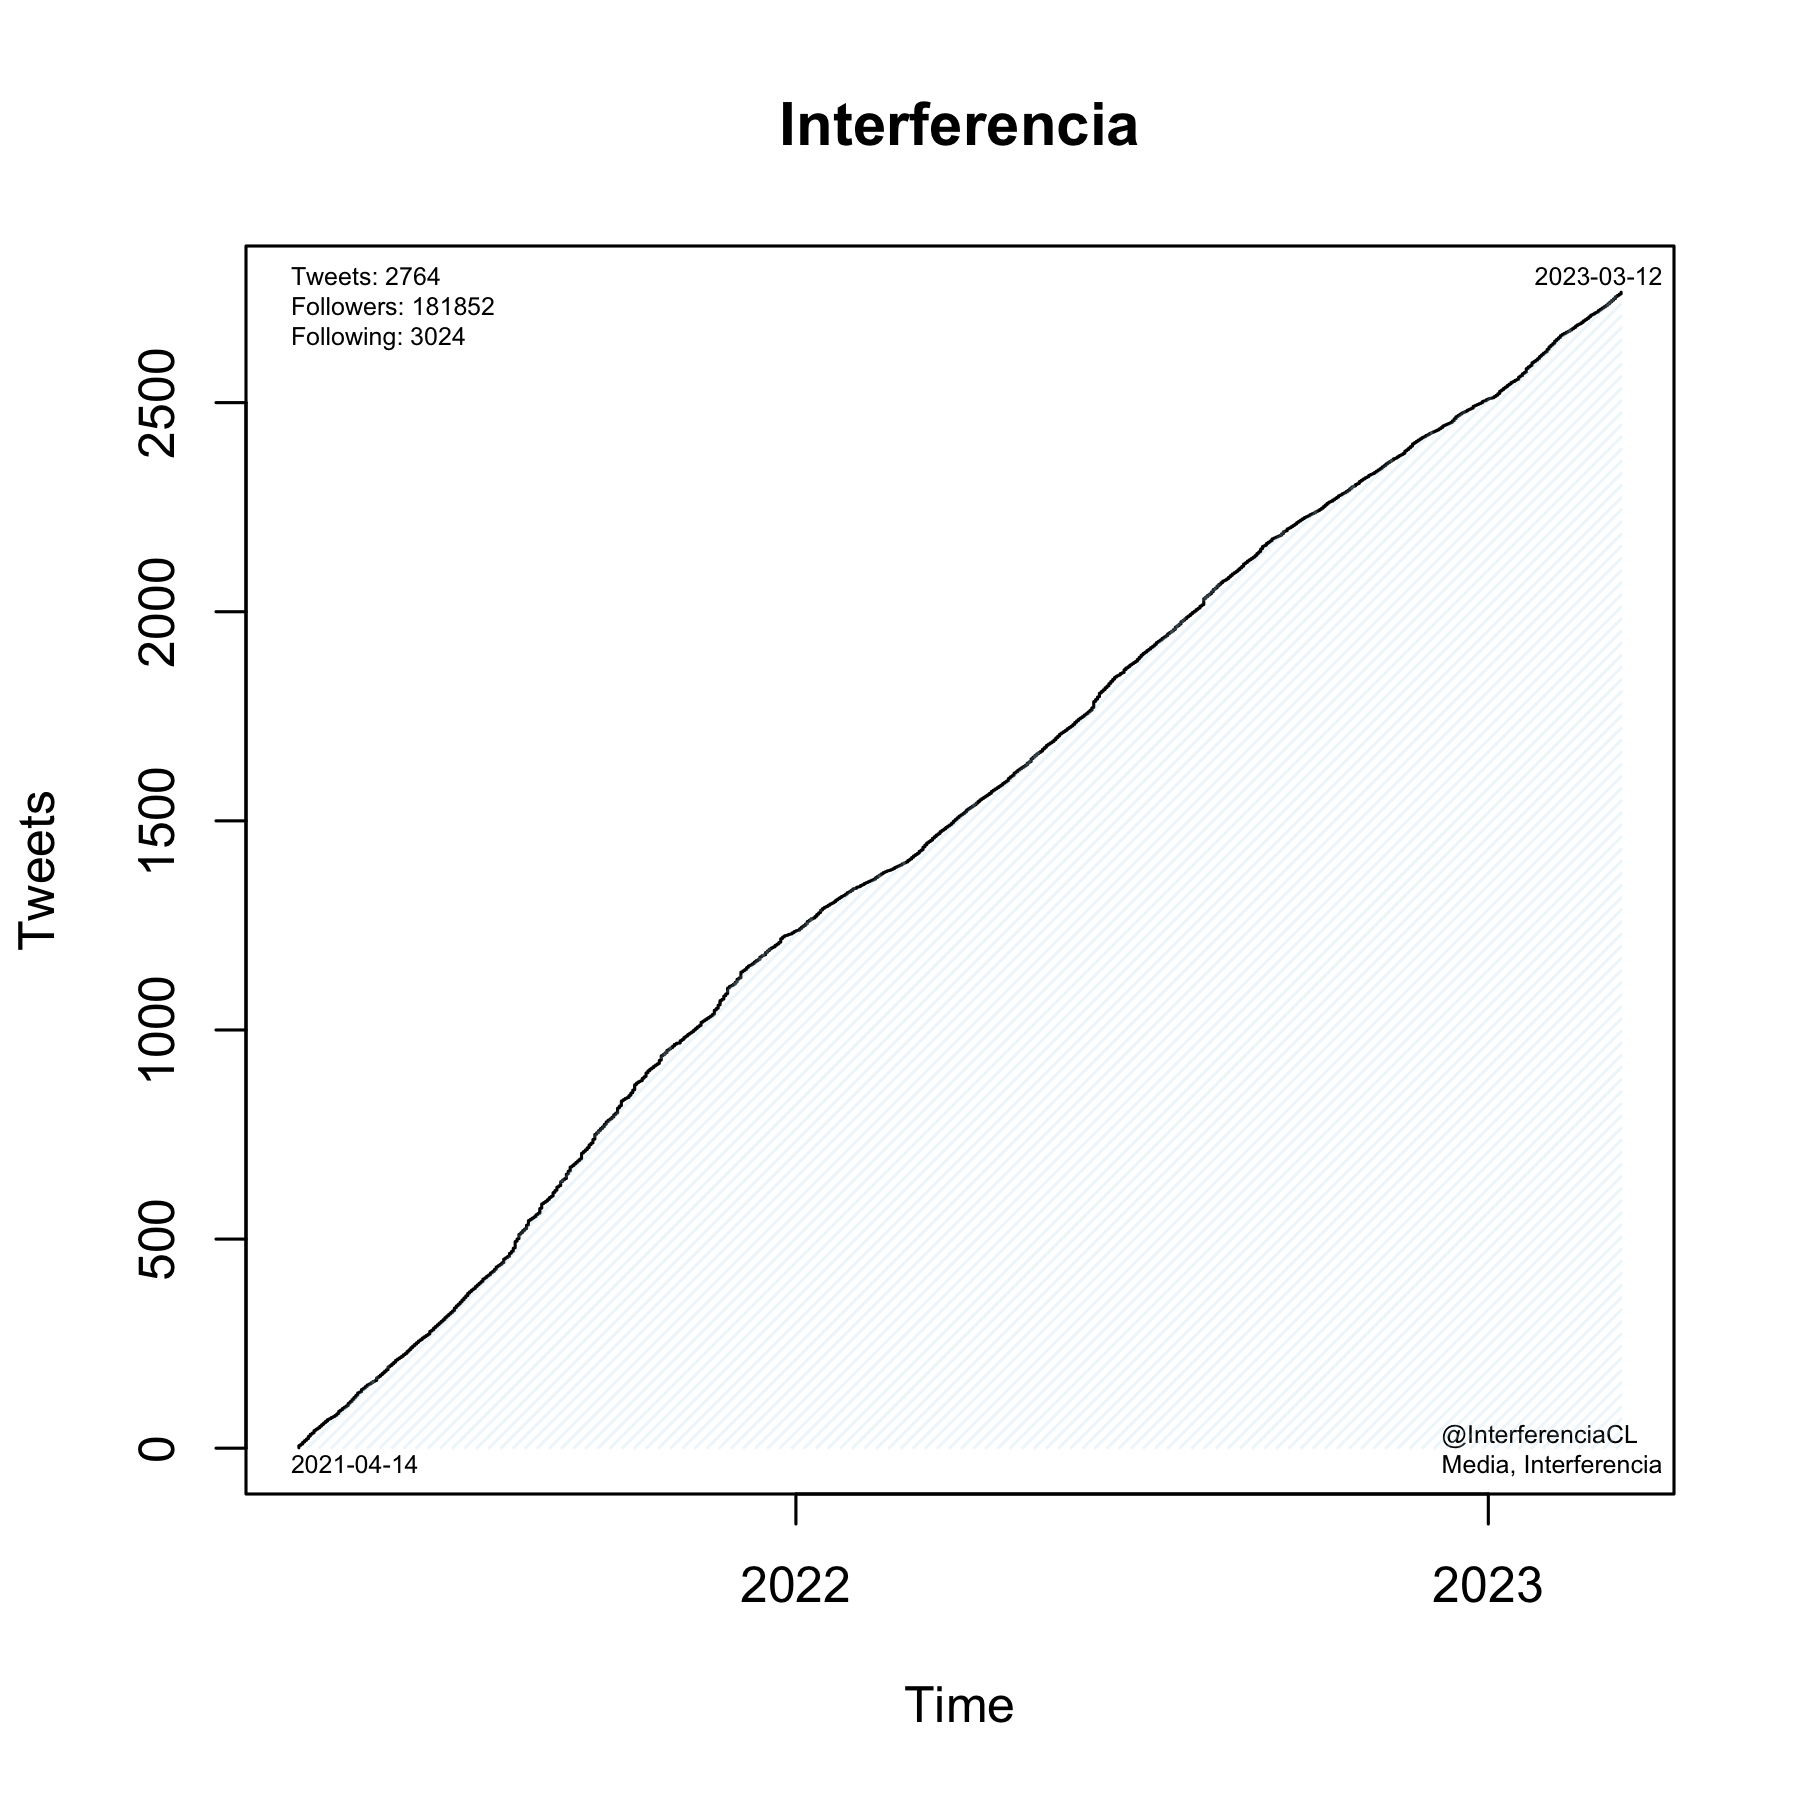 Interferencia
Tweets: 2764
Followers: 181852
Following: 3024
2023-03-12
2500
2000
1500
1000
500
0
Tweets
2021-04-14
@InterferenciaCL
Media, Interferencia
2022
2023
Time